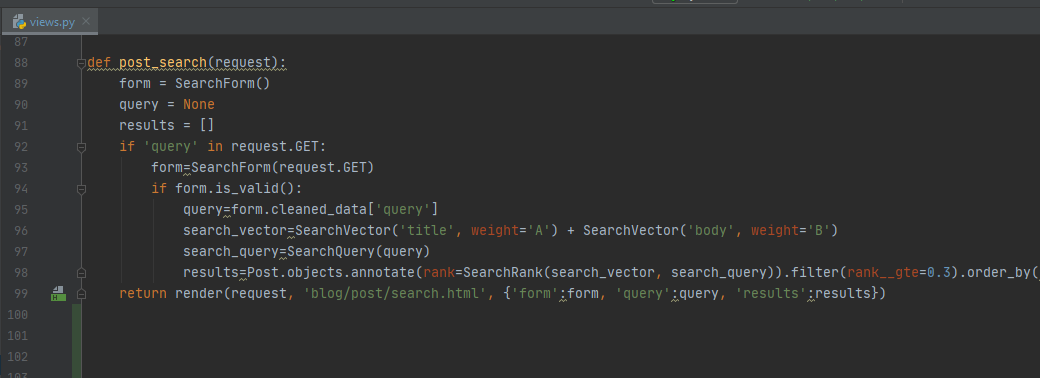 views.py
87
88 def post_search(request):
89 form = SearchForm()
90 query = None
91 results = []
92 if 'query' in request.GET:
93 form=SearchForm(request.GET)
94 if form.is_valid():
95 query=form.cleaned_data['query']
96 search_vector=SearchVector('title', weight='A') + SearchVector('body', weight='B')
97 search_query=SearchQuery(query)
98 results=Post.objects.annotate(rank=SearchRank(search_vector, search_query)).filter(rank__gte=0.3).order_by(
99 return render(request, 'blog/post/search.html', {'form':form, 'query':query, 'results':results})
100
101
102
103